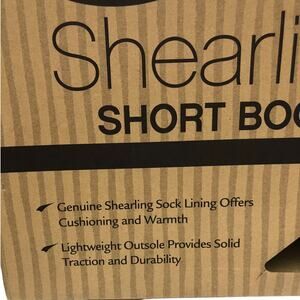 Shearli
SHORT BOO
Genuine Shearling Sock Lining Offers
Cushioning and Warmth
Lightweight Outsole Provides Solid
Traction and Durability